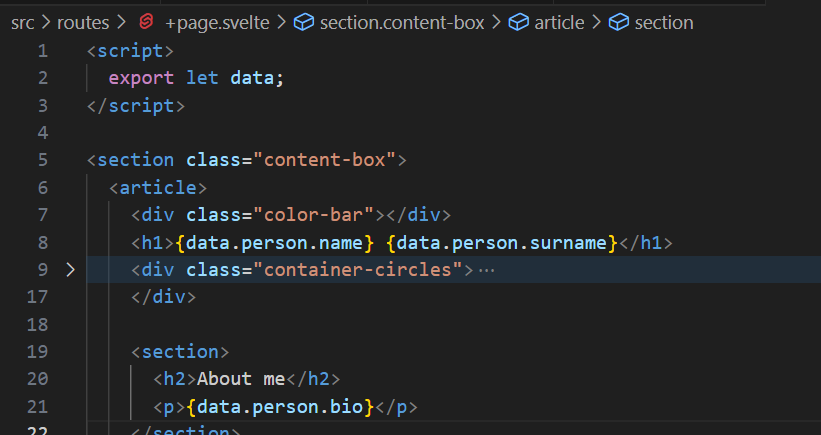 src > routes > +page.svelte > section.content-box > article > section
1 <script>
2 export let data;
3 </script>
4
5 <section class="content-box">
6 <article>
7 <div class="color-bar"></div>
8 <h1>{data.person.name} {data.person.surname}</h1>
9 > <div class="container-circles">⋯
17 </div>
18
19 <section>
20 <h2>About me</h2>
21 <p>{data.person.bio}</p>
22 </section>